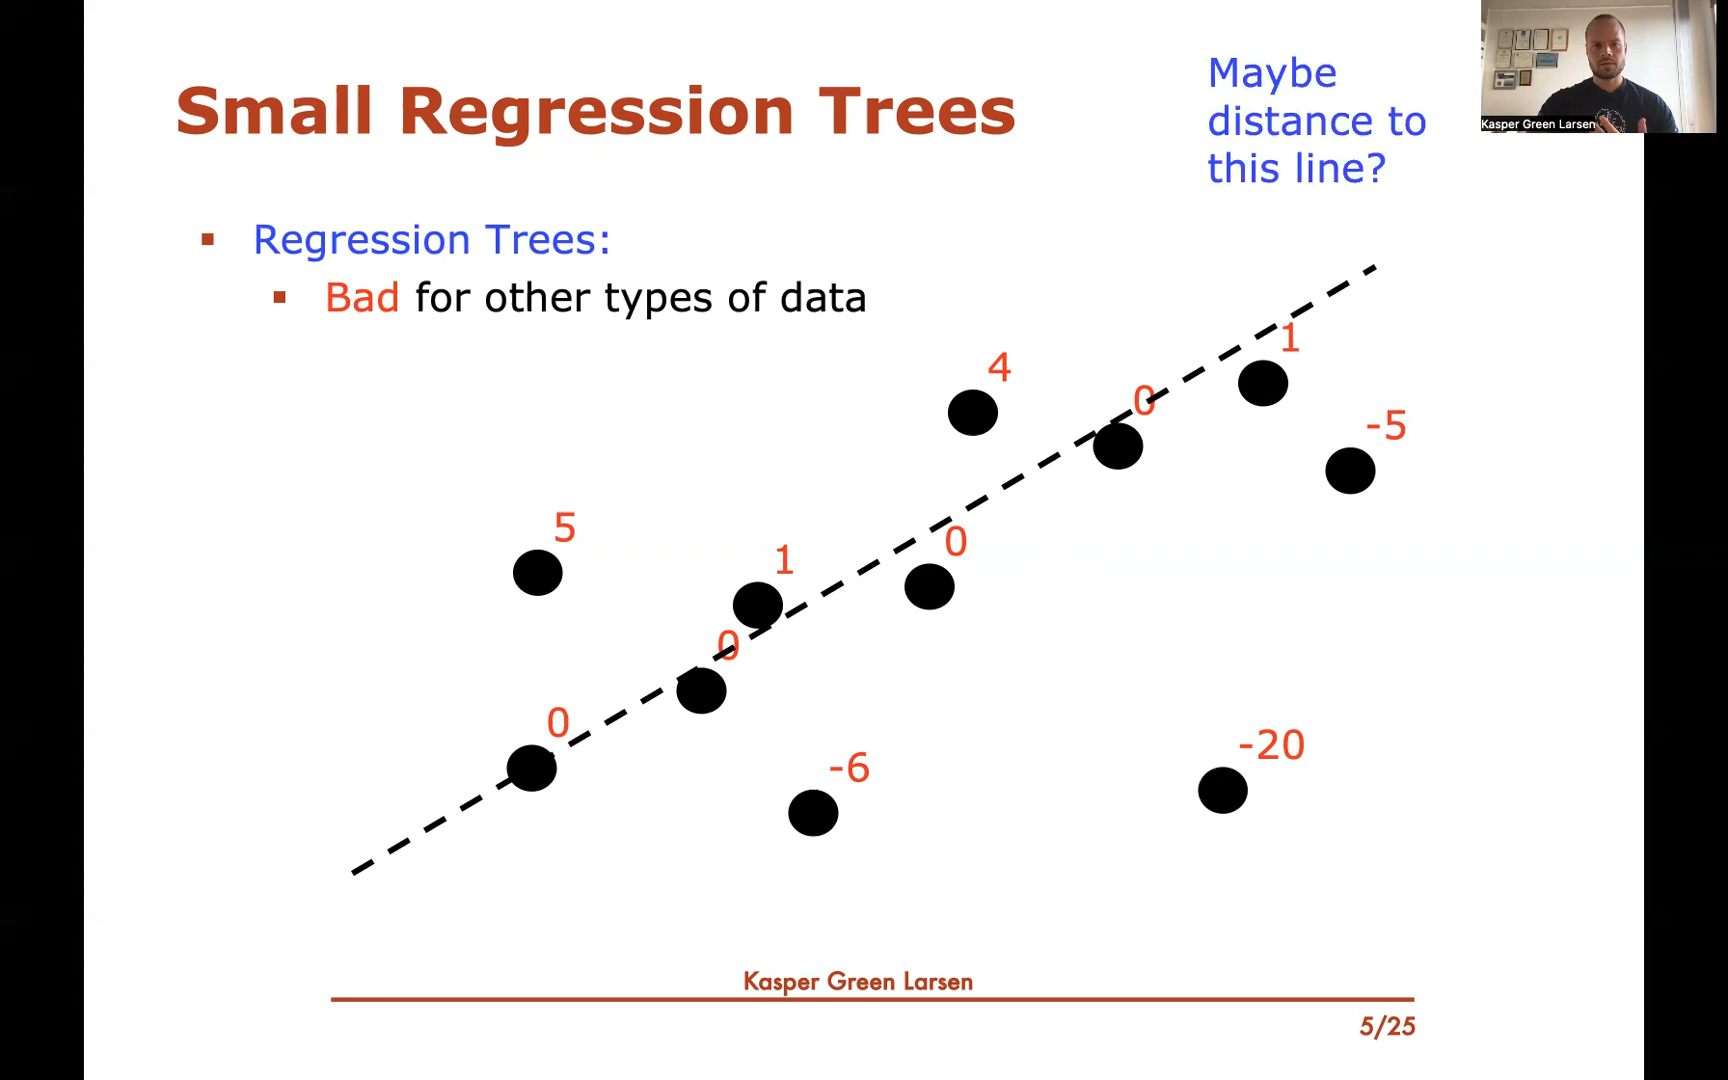 Small Regression Trees
Maybe
distance to
this line?
Kasper Green Larsen
▪ Regression Trees:
▪ Bad for other types of data
1
4
0
-5
5
0
1
0
0
-20
-6
Kasper Green Larsen
5/25